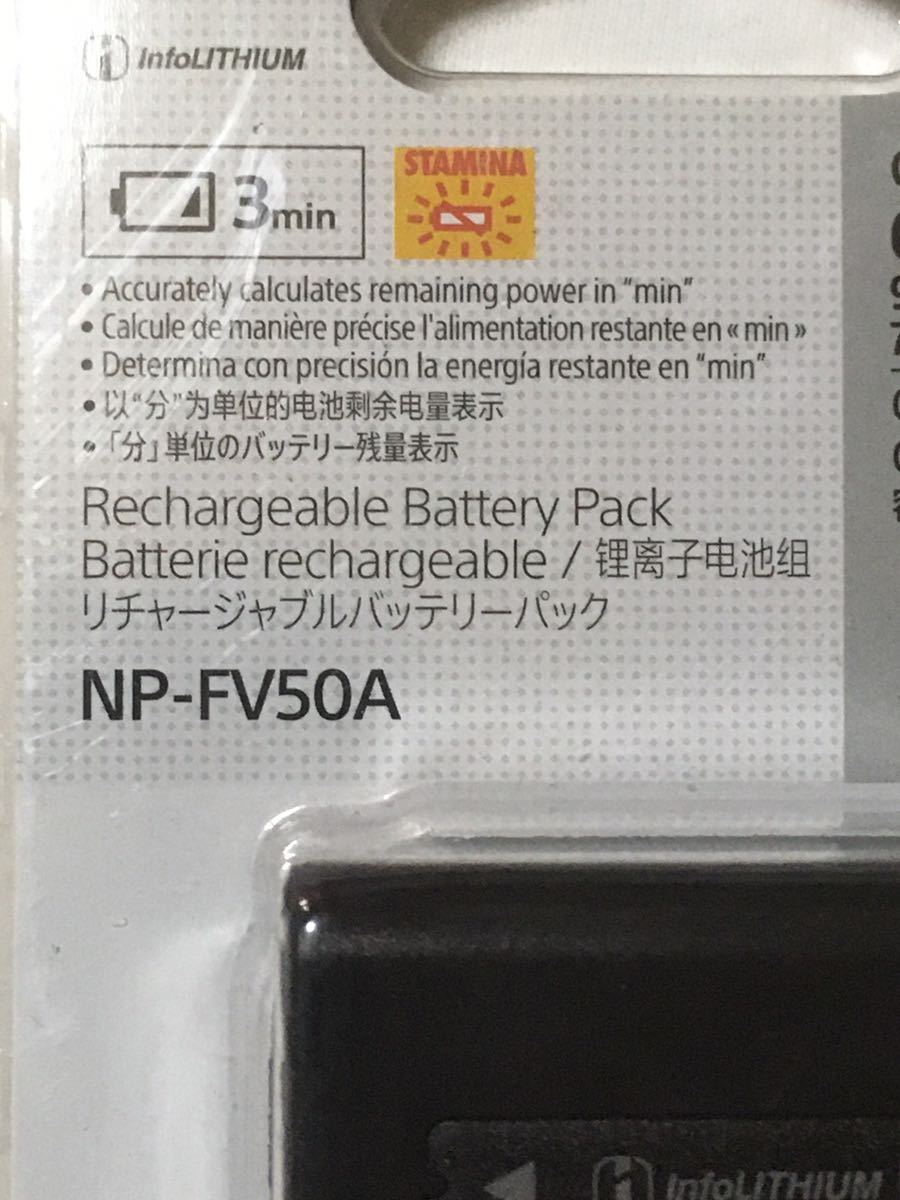 InfoLITHIUM
3min
STAMINA
• Accurately calculates remaining power in “min”
• Calcule de manière précise l'alimentation restante en « min »
• Determina con precisión la energía restante en “min”
• 以“分”为单位的电池剩余电量表示
• 「分」単位のバッテリー残量表示
Rechargeable Battery Pack
Batterie rechargeable / 锂离子电池组
リチャージャブルバッテリーパック
NP-FV50A
InfoLITHIUM